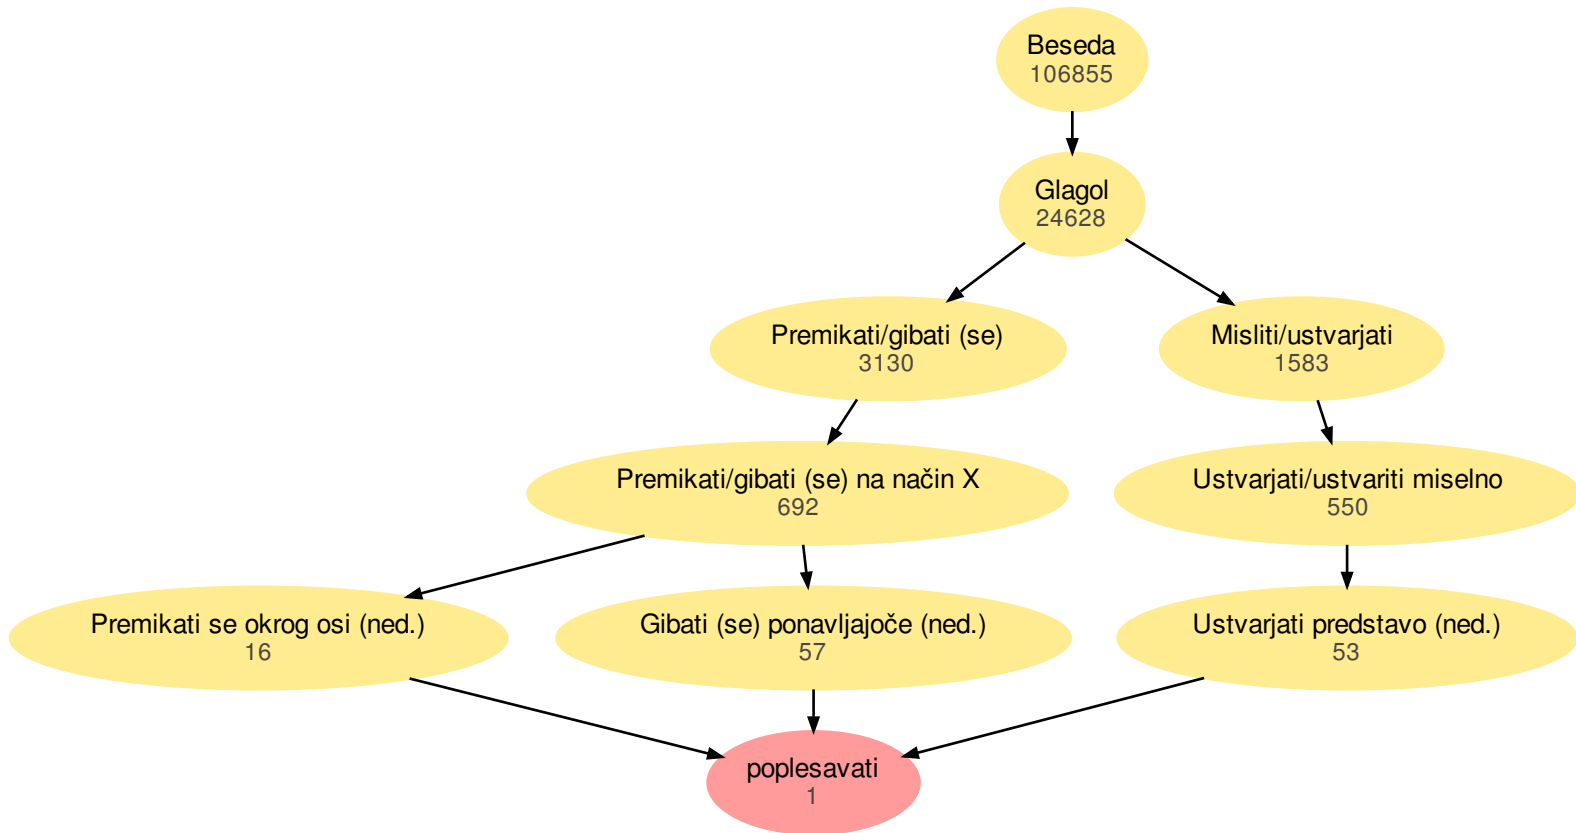 Beseda
106855
Glagol
24628
Premikati/gibati (se)
3130
Misliti/ustvarjati
1583
Premikati/gibati (se) na način X
692
Ustvarjati/ustvariti miselno
550
Premikati se okrog osi (ned.)
16
Gibati (se) ponavljajoče (ned.)
57
Ustvarjati predstavo (ned.)
53
poplesavati
1